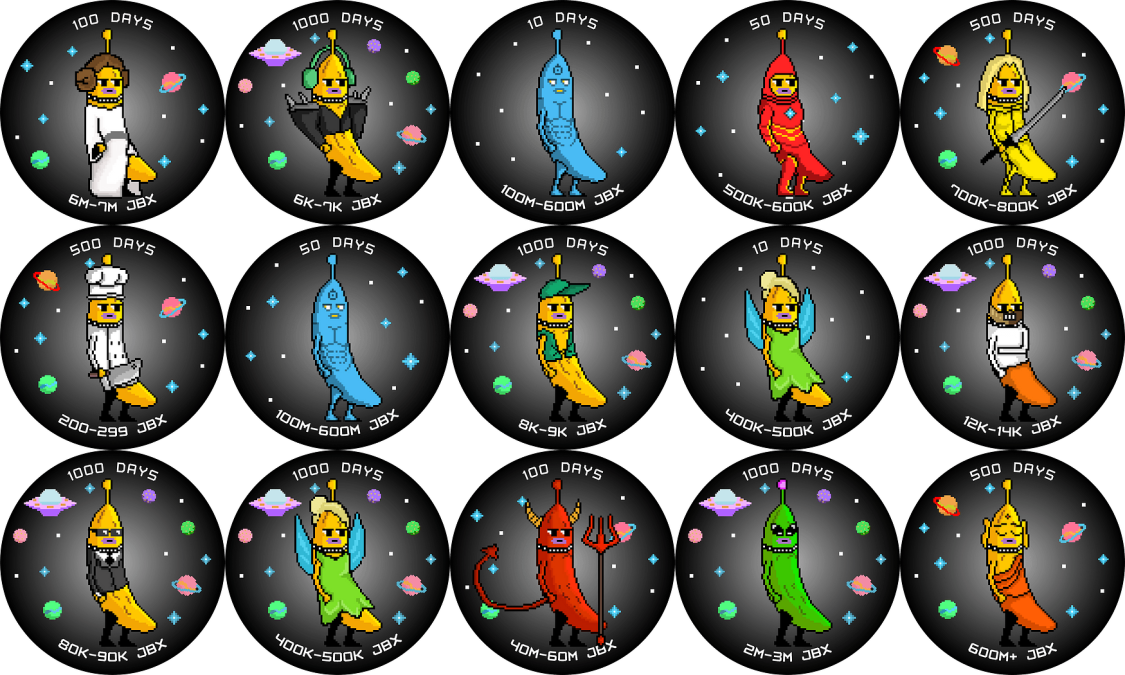 100 DAYS
6M-7M JBX
1000 DAYS
6K-7K JBX
10 DAYS
100M-600M JBX
50 DAYS
500K-600K JBX
500 DAYS
700K-800K JBX
500 DAYS
200-299 JBX
50 DAYS
100M-600M JBX
1000 DAYS
8K-9K JBX
10 DAYS
400K-500K JBX
1000 DAYS
12K-14K JBX
1000 DAYS
80K-90K JBX
1000 DAYS
400K-500K JBX
100 DAYS
40M-60M JBX
1000 DAYS
2M-3M JBX
500 DAYS
600M+ JBX